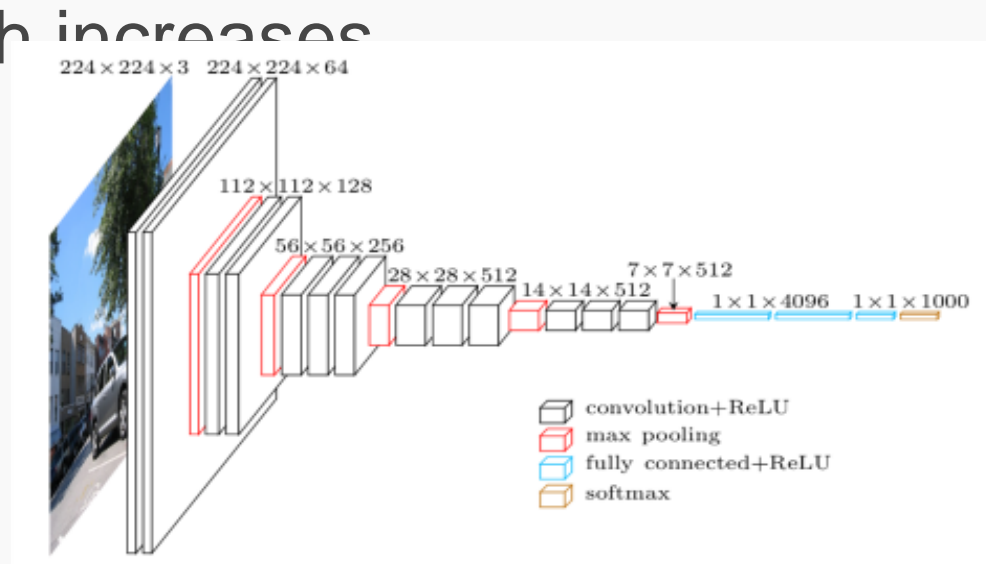 h increases
224×224×3 224×224×64
112×112×128
56×56×256
28×28×512
14×14×512
7×7×512
1×1×4096 1×1×1000
convolution+ReLU
max pooling
fully connected+ReLU
softmax